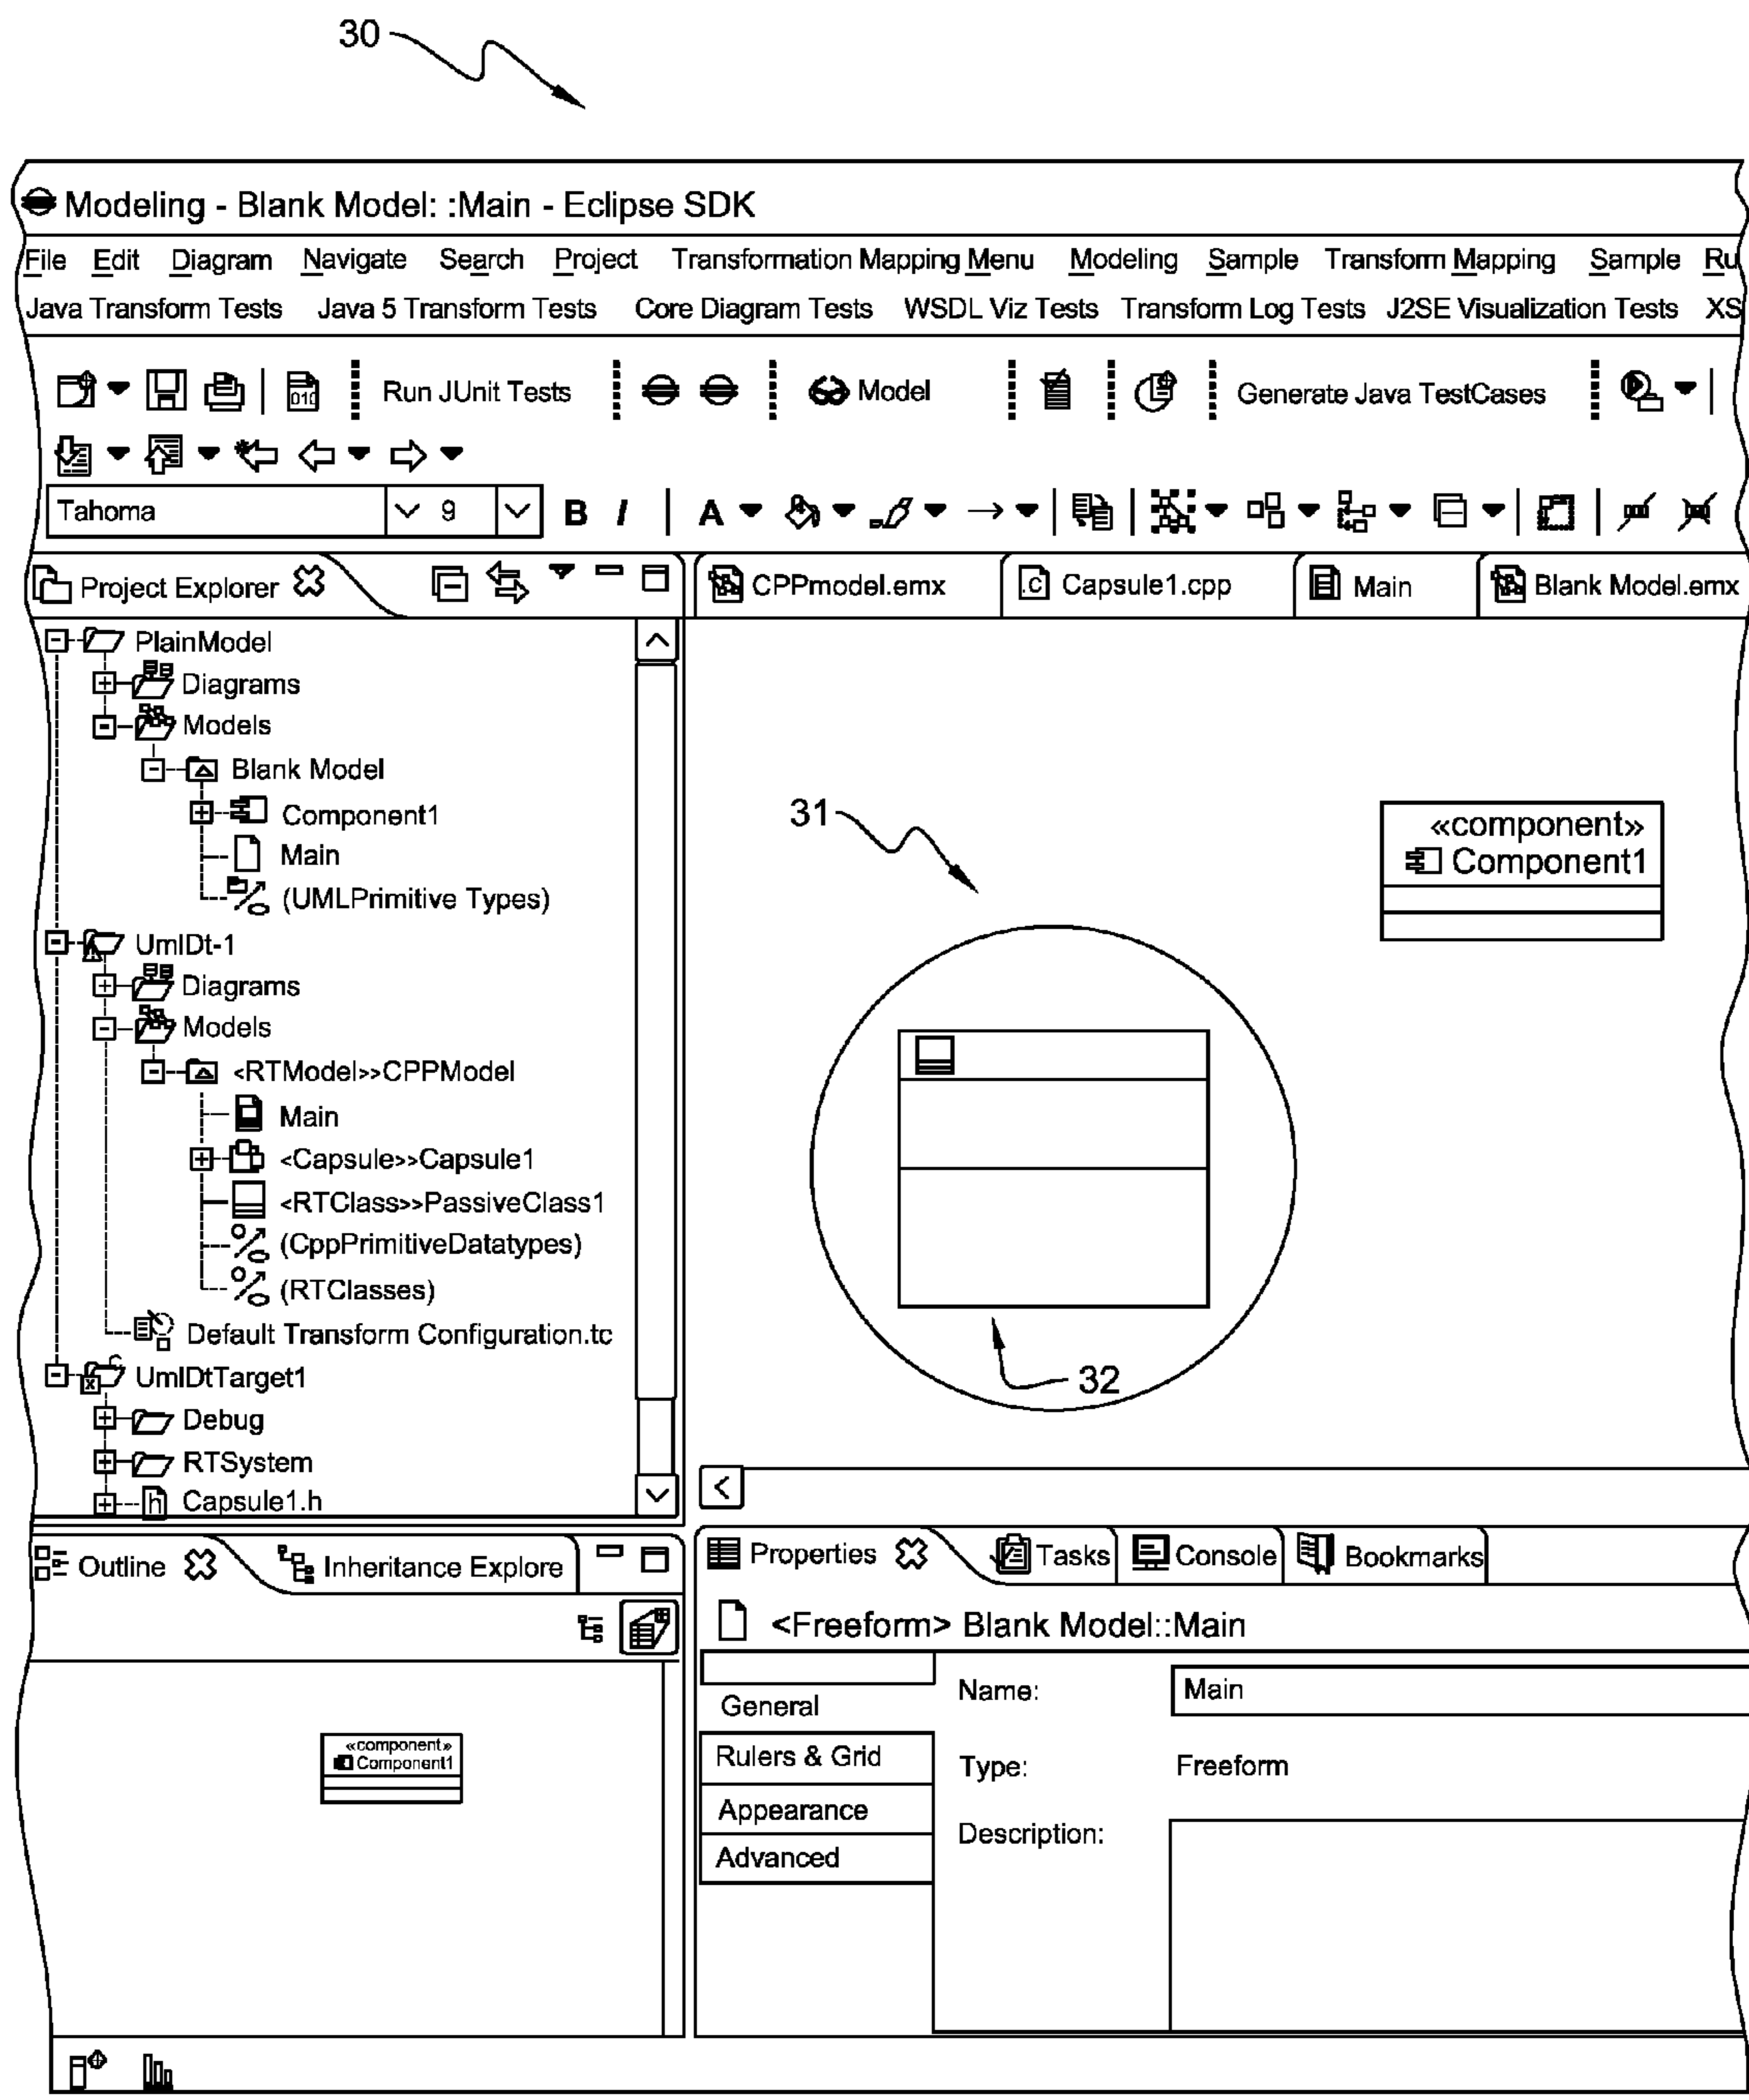 30
Modeling - Blank Model: :Main - Eclipse SDK
File Edit Diagram Navigate Search Project Transformation Mapping Menu Modeling Sample Transform Mapping Sample Ru
Java Transform Tests Java 5 Transform Tests Core Diagram Tests WSDL Viz Tests Transform Log Tests J2SE Visualization Tests XS
010 Run JUnit Tests Model Generate Java TestCases
Tahoma 9 B I A
Project Explorer
CPPmodel.emx .c Capsule1.cpp Main Blank Model.emx
PlainModel
Diagrams
Models
Blank Model
Component1
Main
(UMLPrimitive Types)
UmlDt-1
Diagrams
Models
<RTModel>>CPPModel
Main
<Capsule>>Capsule1
<RTClass>>PassiveClass1
(CppPrimitiveDatatypes)
(RTClasses)
Default Transform Configuration.tc
UmlDtTarget1
Debug
RTSystem
h Capsule1.h
31
«component»
Component1
32
Outline Inheritance Explore
«component»
Component1
Properties Tasks Console Bookmarks
<Freeform> Blank Model::Main
General
Rulers & Grid
Appearance
Advanced
Name: Main
Type: Freeform
Description: